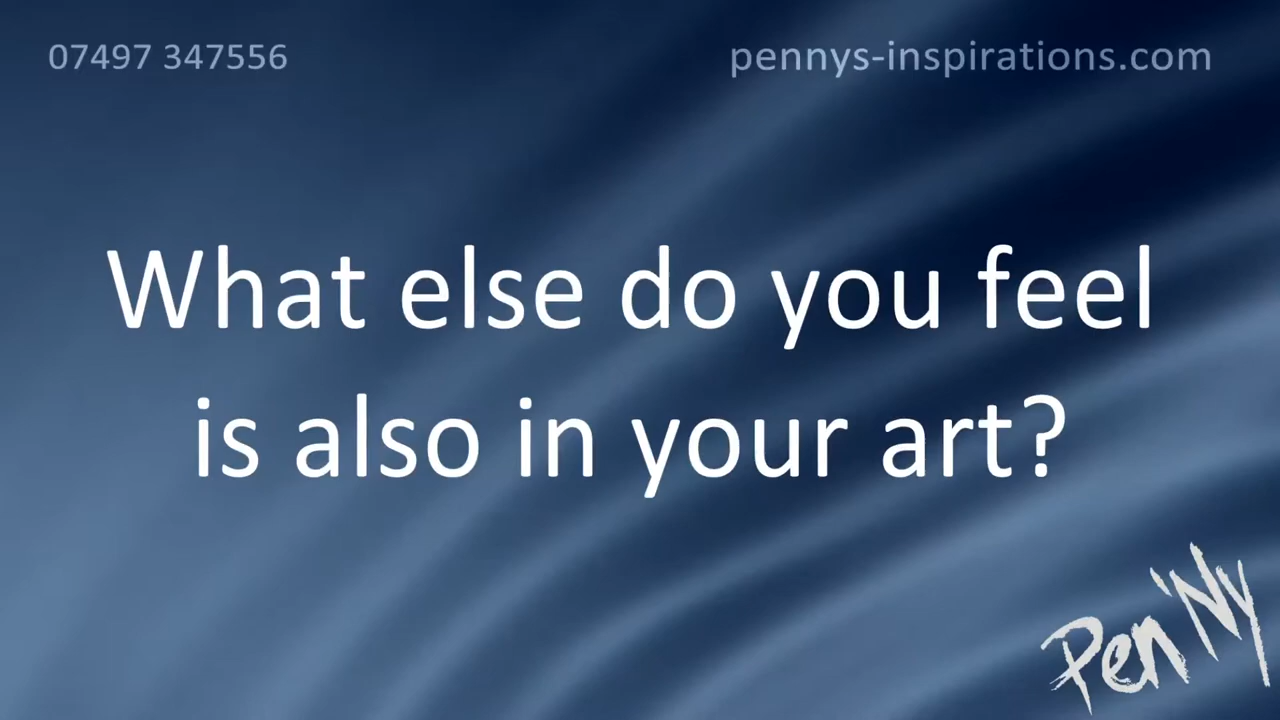 07497 347556
pennys-inspirations.com
What else do you feel
is also in your art?
Pen'Ny